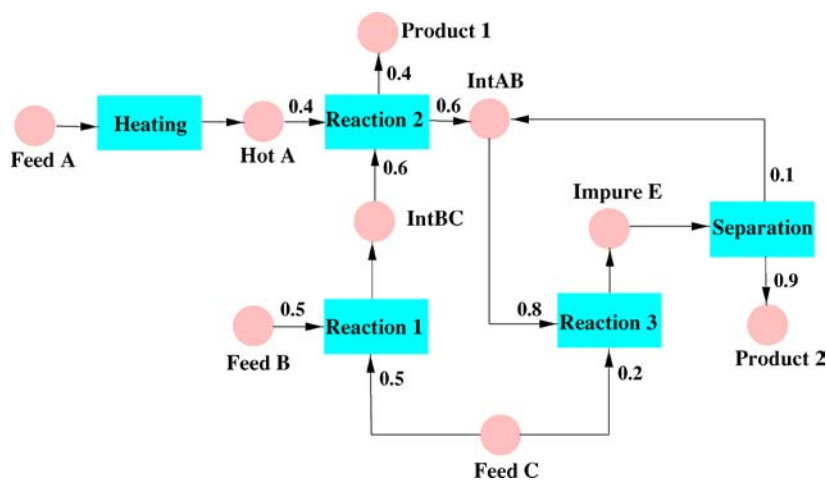 Product 1
0.4
IntAB
Feed A
Heating
Hot A
0.4
Reaction 2
0.6
0.6
IntBC
Impure E
0.1
Separation
0.9
Product 2
Feed B
0.5
Reaction 1
0.5
0.8
Reaction 3
0.2
Feed C